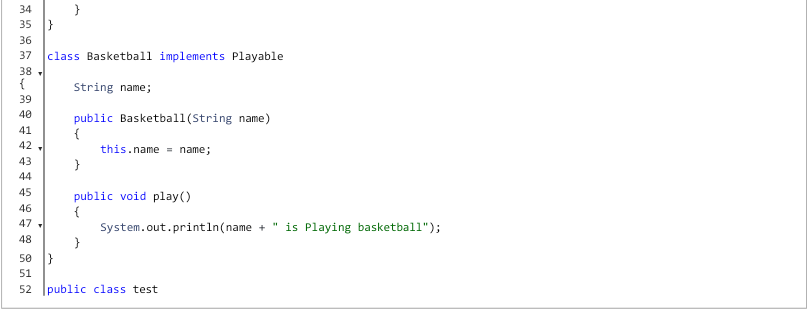 34     }
35 }
36
37 class Basketball implements Playable
38 ▾
{     String name;
39
40     public Basketball(String name)
41     {
42 ▾         this.name = name;
43     }
44
45     public void play()
46     {
47 ▾         System.out.println(name + " is Playing basketball");
48     }
50 }
51
52 public class test